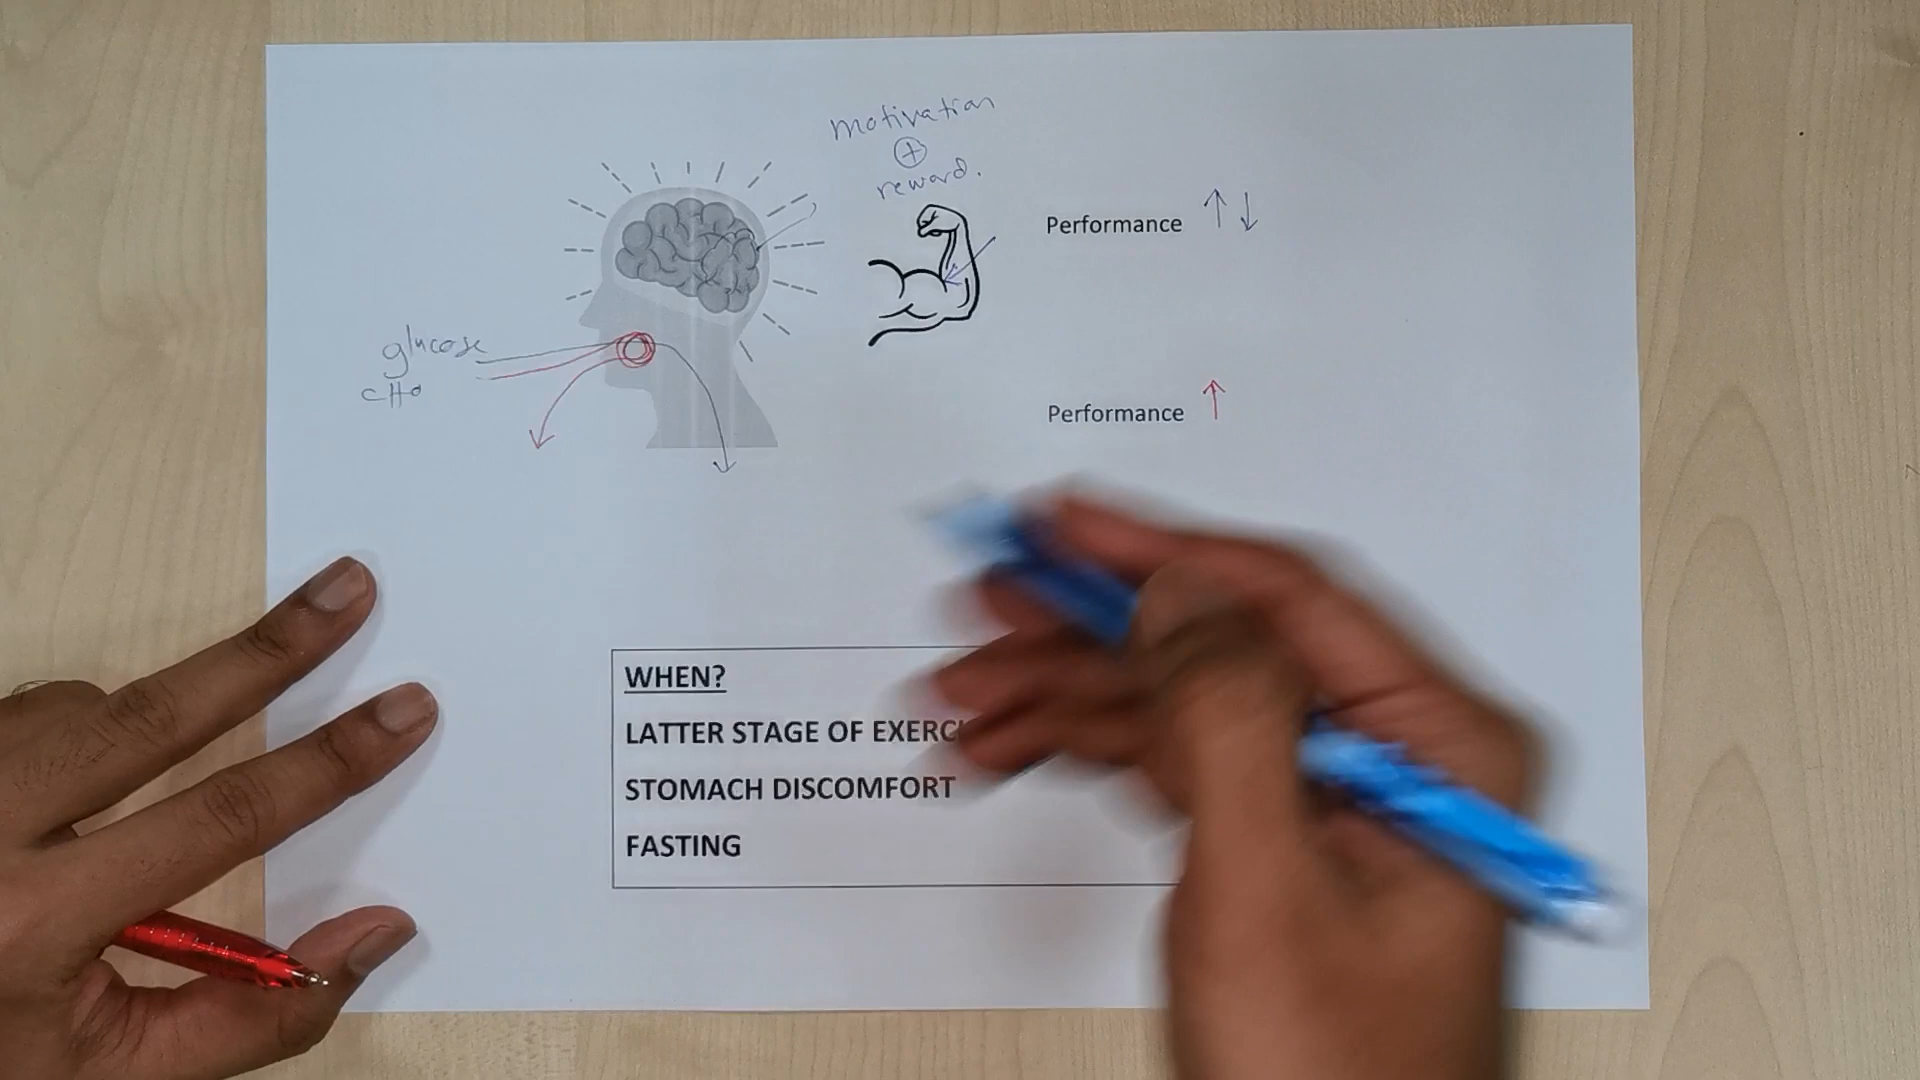 motivation
+
reward.
Performance ↑ ↓
glucose
CHO
Performance ↑
WHEN?
LATTER STAGE OF EXERC
STOMACH DISCOMFORT
FASTING